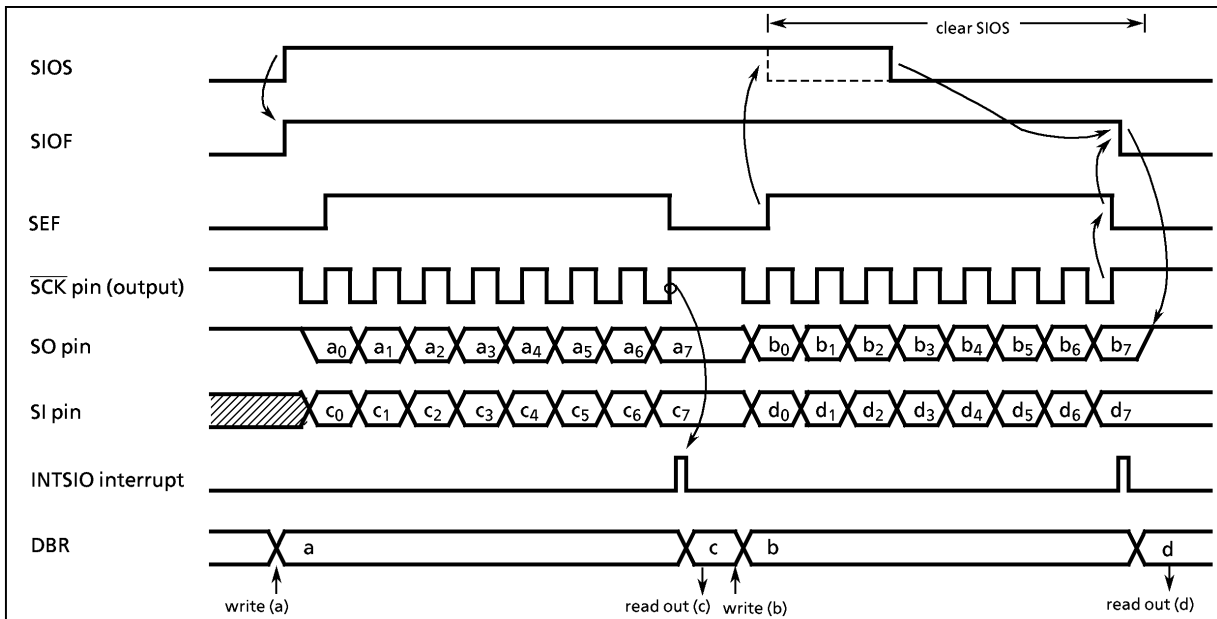 clear SIOS
SIOS
SIOF
SEF
SCK pin (output)
SO pin a0 a1 a2 a3 a4 a5 a6 a7 b0 b1 b2 b3 b4 b5 b6 b7
SI pin c0 c1 c2 c3 c4 c5 c6 c7 d0 d1 d2 d3 d4 d5 d6 d7
INTSIO interrupt
DBR a c b d
write (a) read out (c) write (b) read out (d)